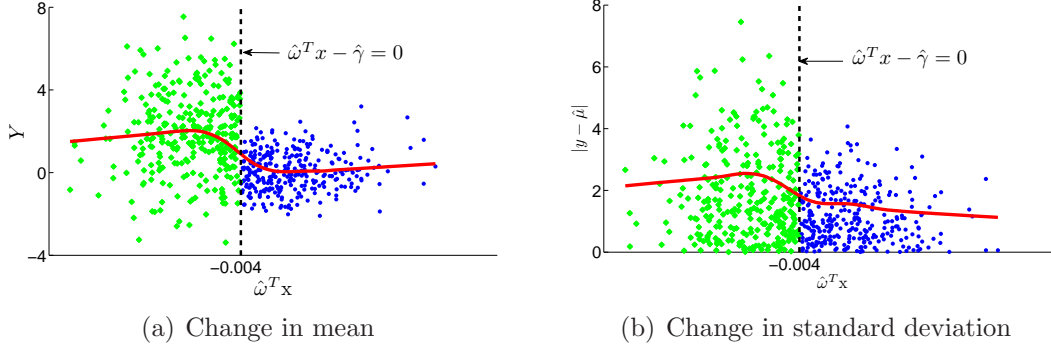 8
4
0
−4
Y
ω̂ᵀx − γ̂ = 0
−0.004
ω̂ᵀx
(a) Change in mean
8
6
4
2
0
|y − μ̂|
ω̂ᵀx − γ̂ = 0
−0.004
ω̂ᵀx
(b) Change in standard deviation